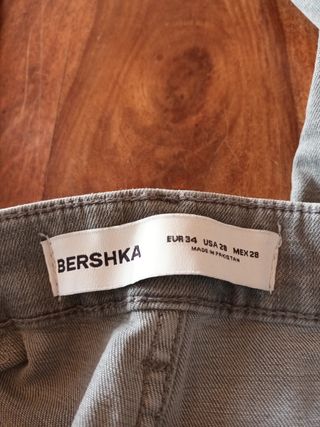 BERSHKA
EUR 34 USA 28 MEX 28
MADE IN PAKISTAN